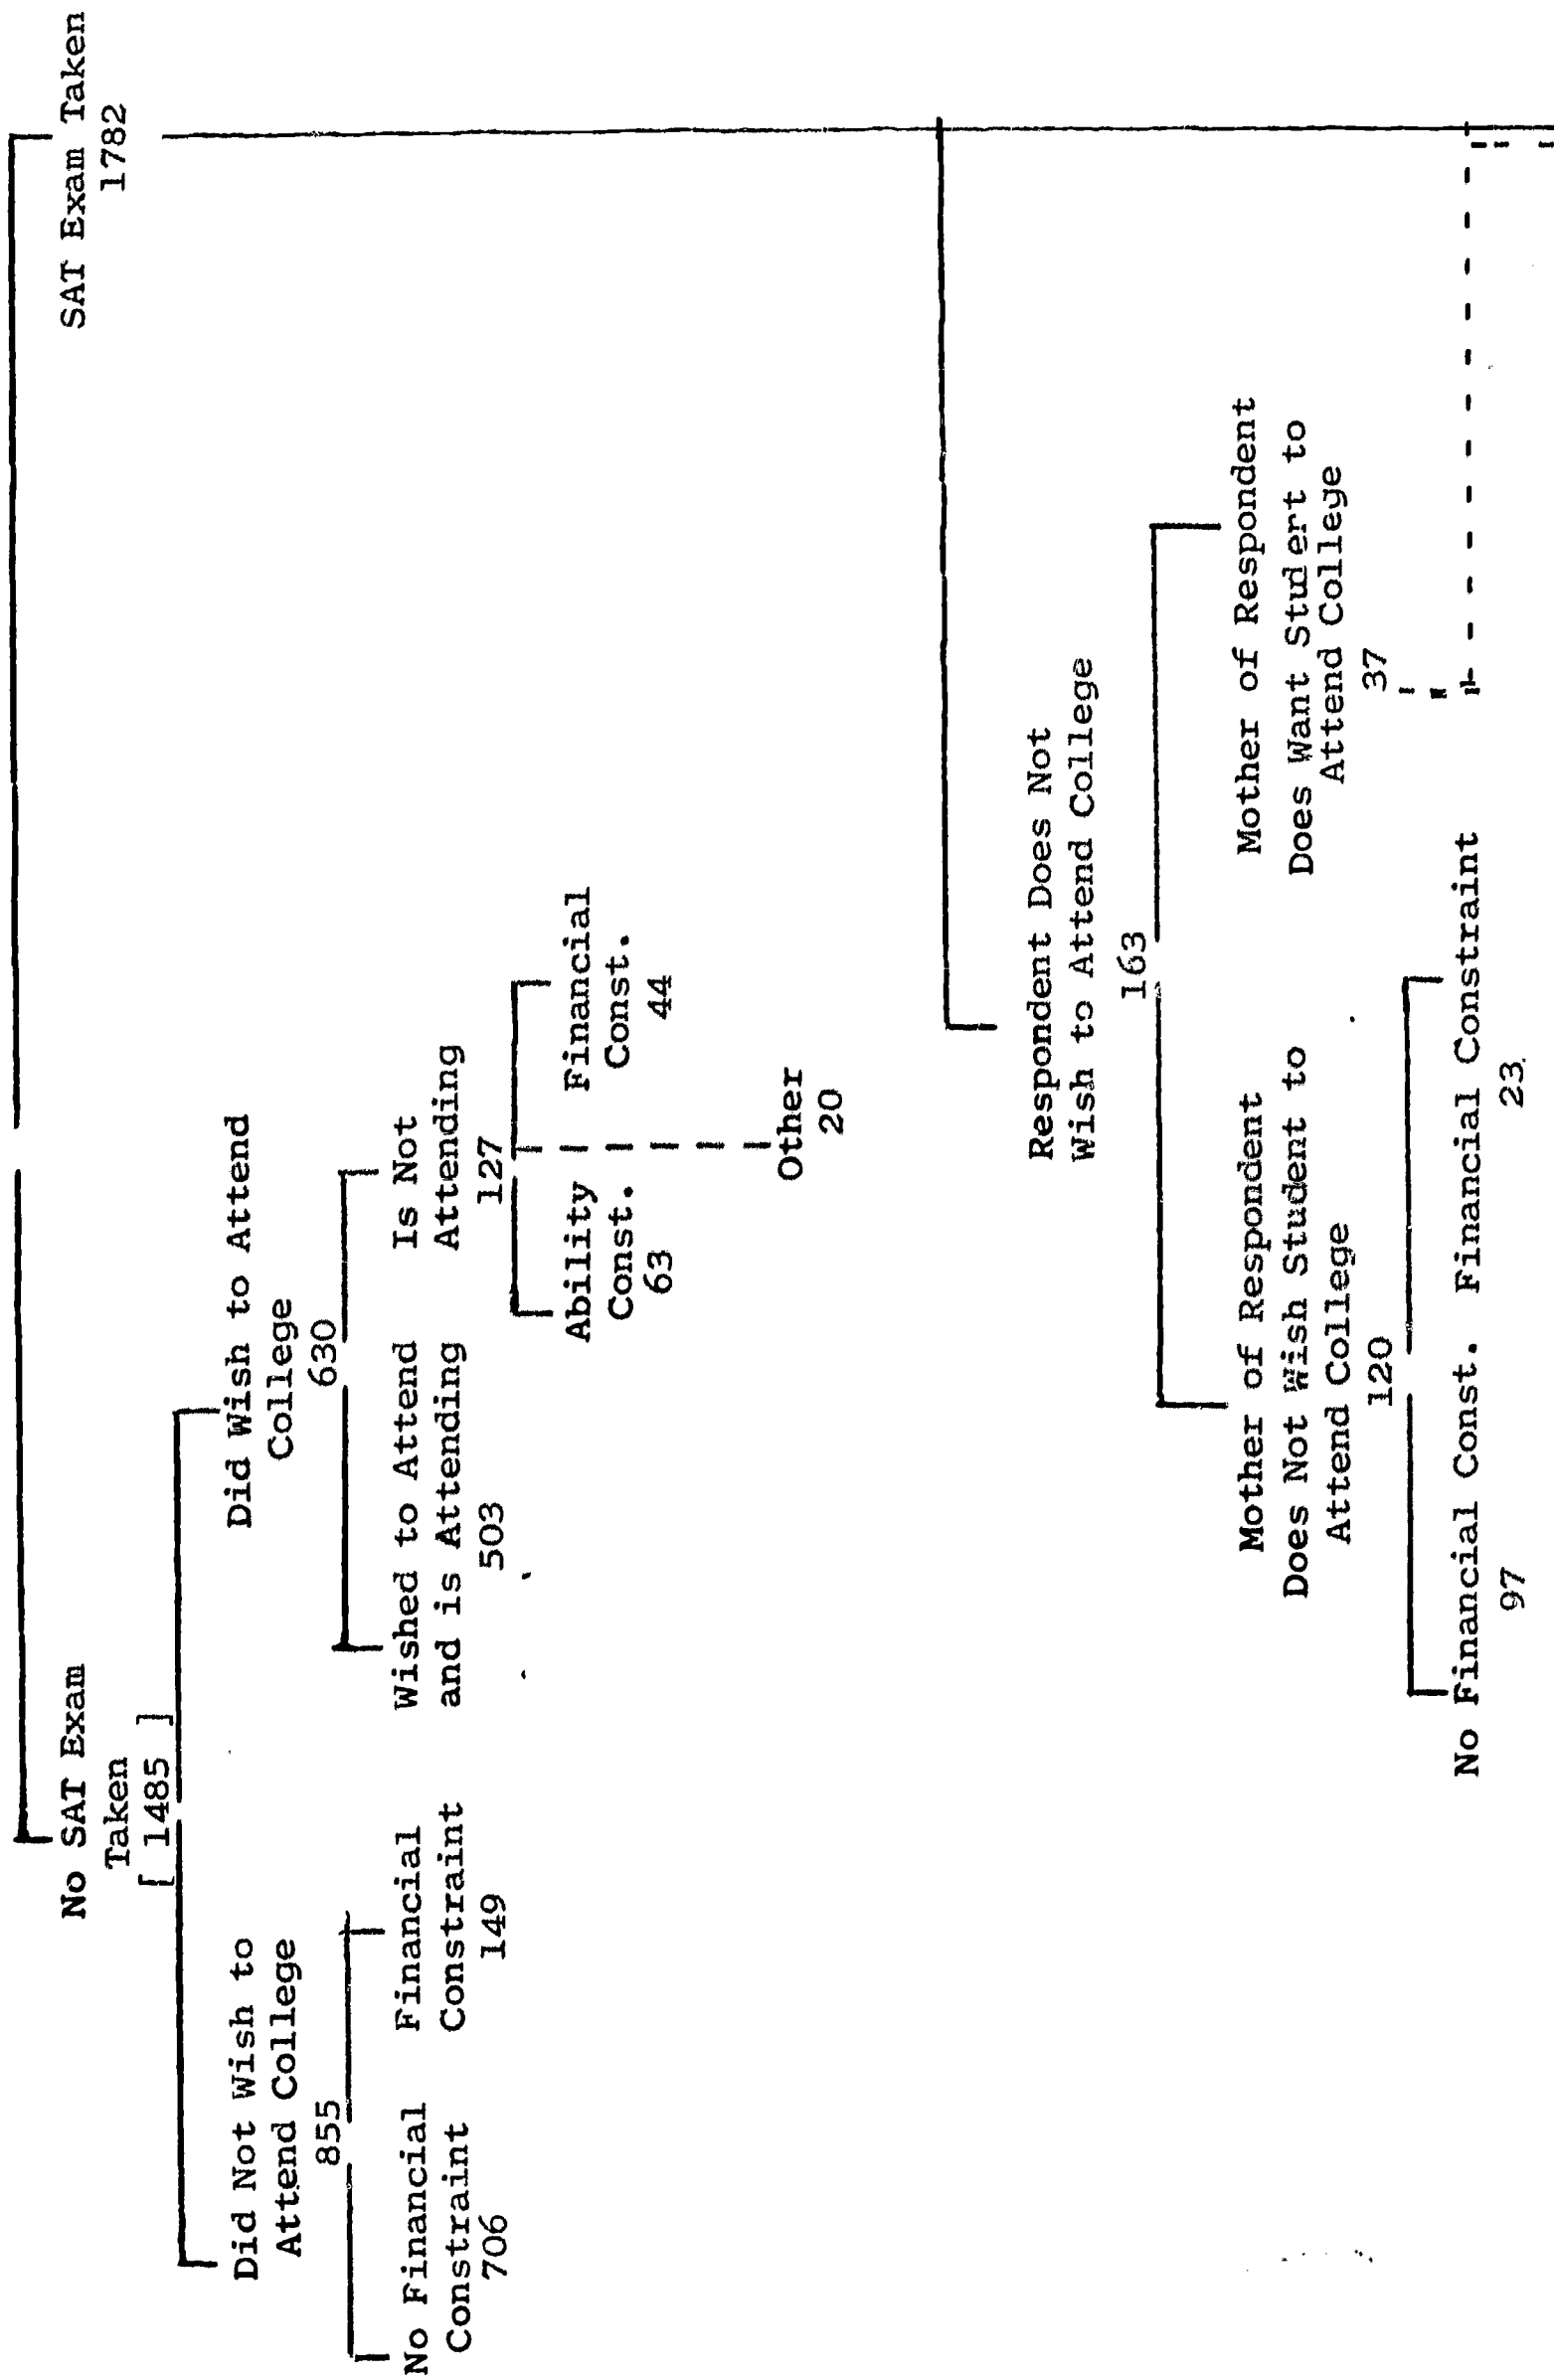 SAT Exam Taken
1782
No SAT Exam
Taken
[ 1485 ]
Did Not Wish to
Attend College
855
Did Wish to Attend
College
630
No Financial
Constraint
706
Financial
Constraint
149
Wished to Attend
and is Attending
503
Is Not
Attending
127
Ability
Const.
63
Financial
Const.
44
Other
20
Respondent Does Not
Wish to Attend College
163
Mother of Respondent
Does Not Wish Student to
Attend College
120
Mother of Respondent
Does Want Studert to
Attend College
37
No Financial Const.
97
Financial Constraint
23